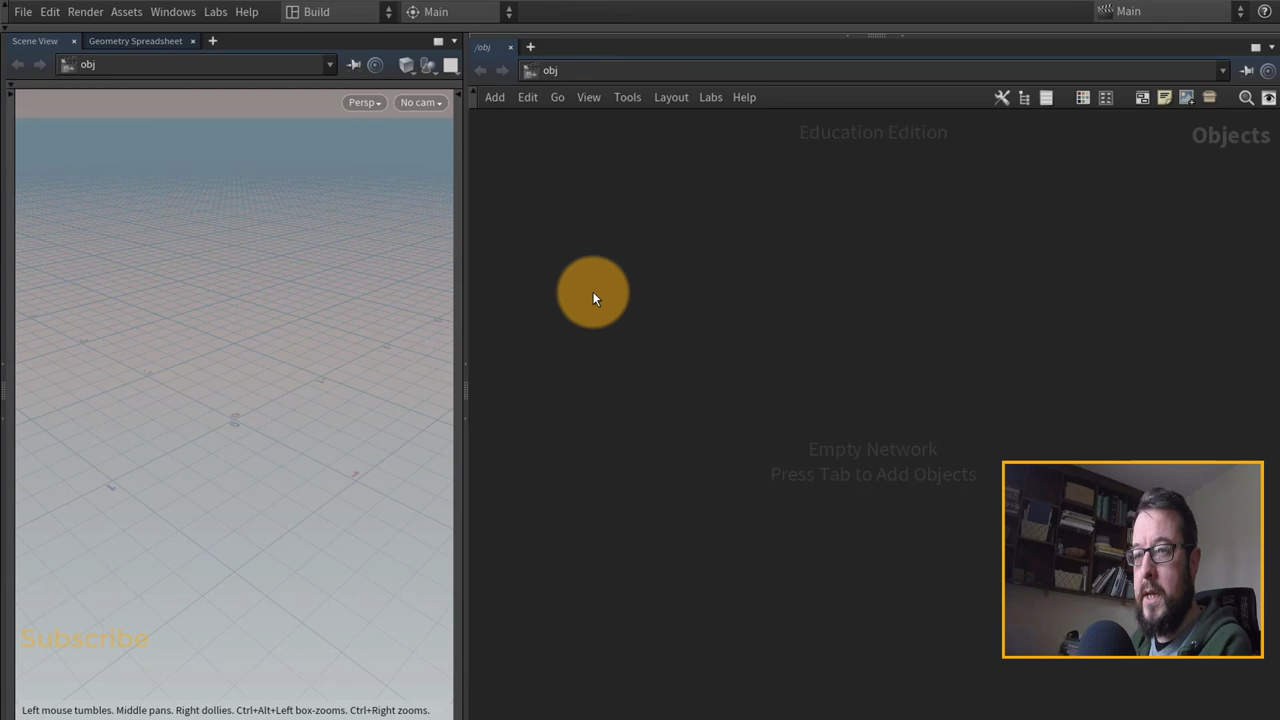 File Edit Render Assets Windows Labs Help Build Main Main
Scene View Geometry Spreadsheet
obj
Persp No cam
Subscribe
Left mouse tumbles. Middle pans. Right dollies. Ctrl+Alt+Left box-zooms. Ctrl+Right zooms.
/obj
obj
Add Edit Go View Tools Layout Labs Help
Education Edition
Objects
Empty Network
Press Tab to Add Objects